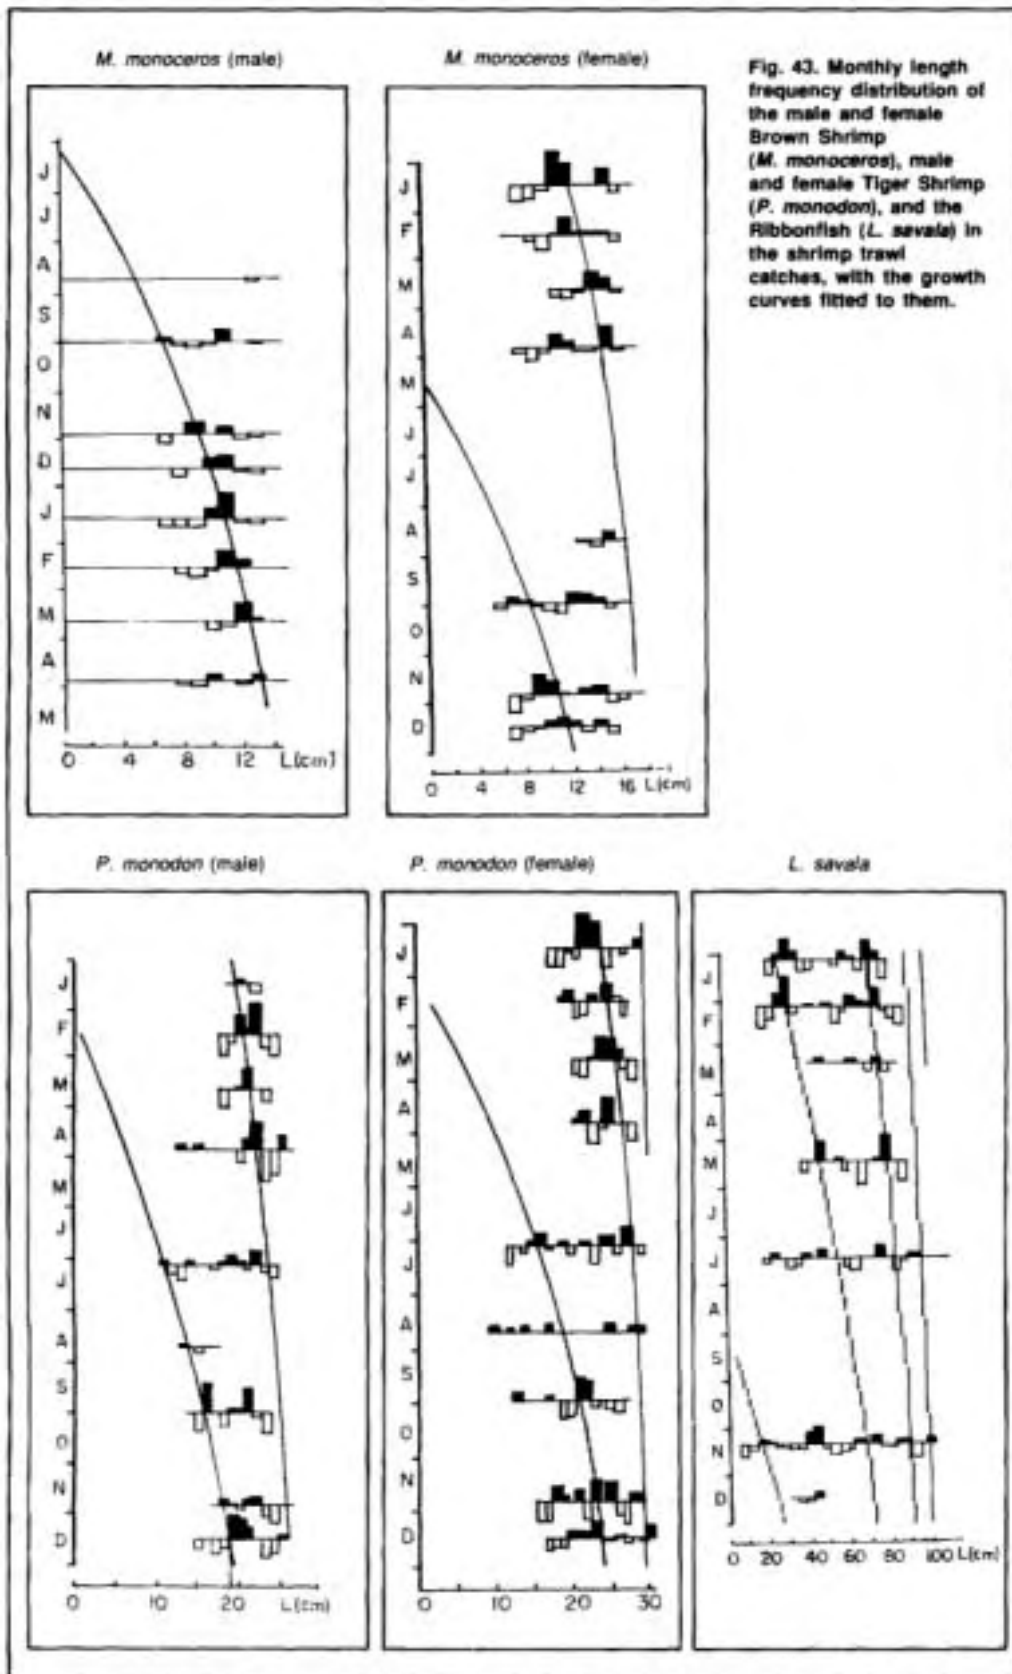 M. monoceros (male)
M. monoceros (female)
Fig. 43. Monthly length
frequency distribution of
the male and female
Brown Shrimp
(M. monoceros), male
and female Tiger Shrimp
(P. monodon), and the
Ribbonfish (L. savala) in
the shrimp trawl
catches, with the growth
curves fitted to them.
J
J
A
S
O
N
D
J
F
M
A
M
0 4 8 12 L(cm)
J
F
M
A
M
J
J
A
S
O
N
D
0 4 8 12 16 L(cm)
P. monodon (male)
P. monodon (female)
L. savala
J
F
M
A
M
J
J
A
S
O
N
D
0 10 20 L(cm)
J
F
M
A
M
J
J
A
S
O
N
D
0 10 20 30
J
F
M
A
M
J
J
A
S
O
N
D
0 20 40 60 80 100 L(cm)